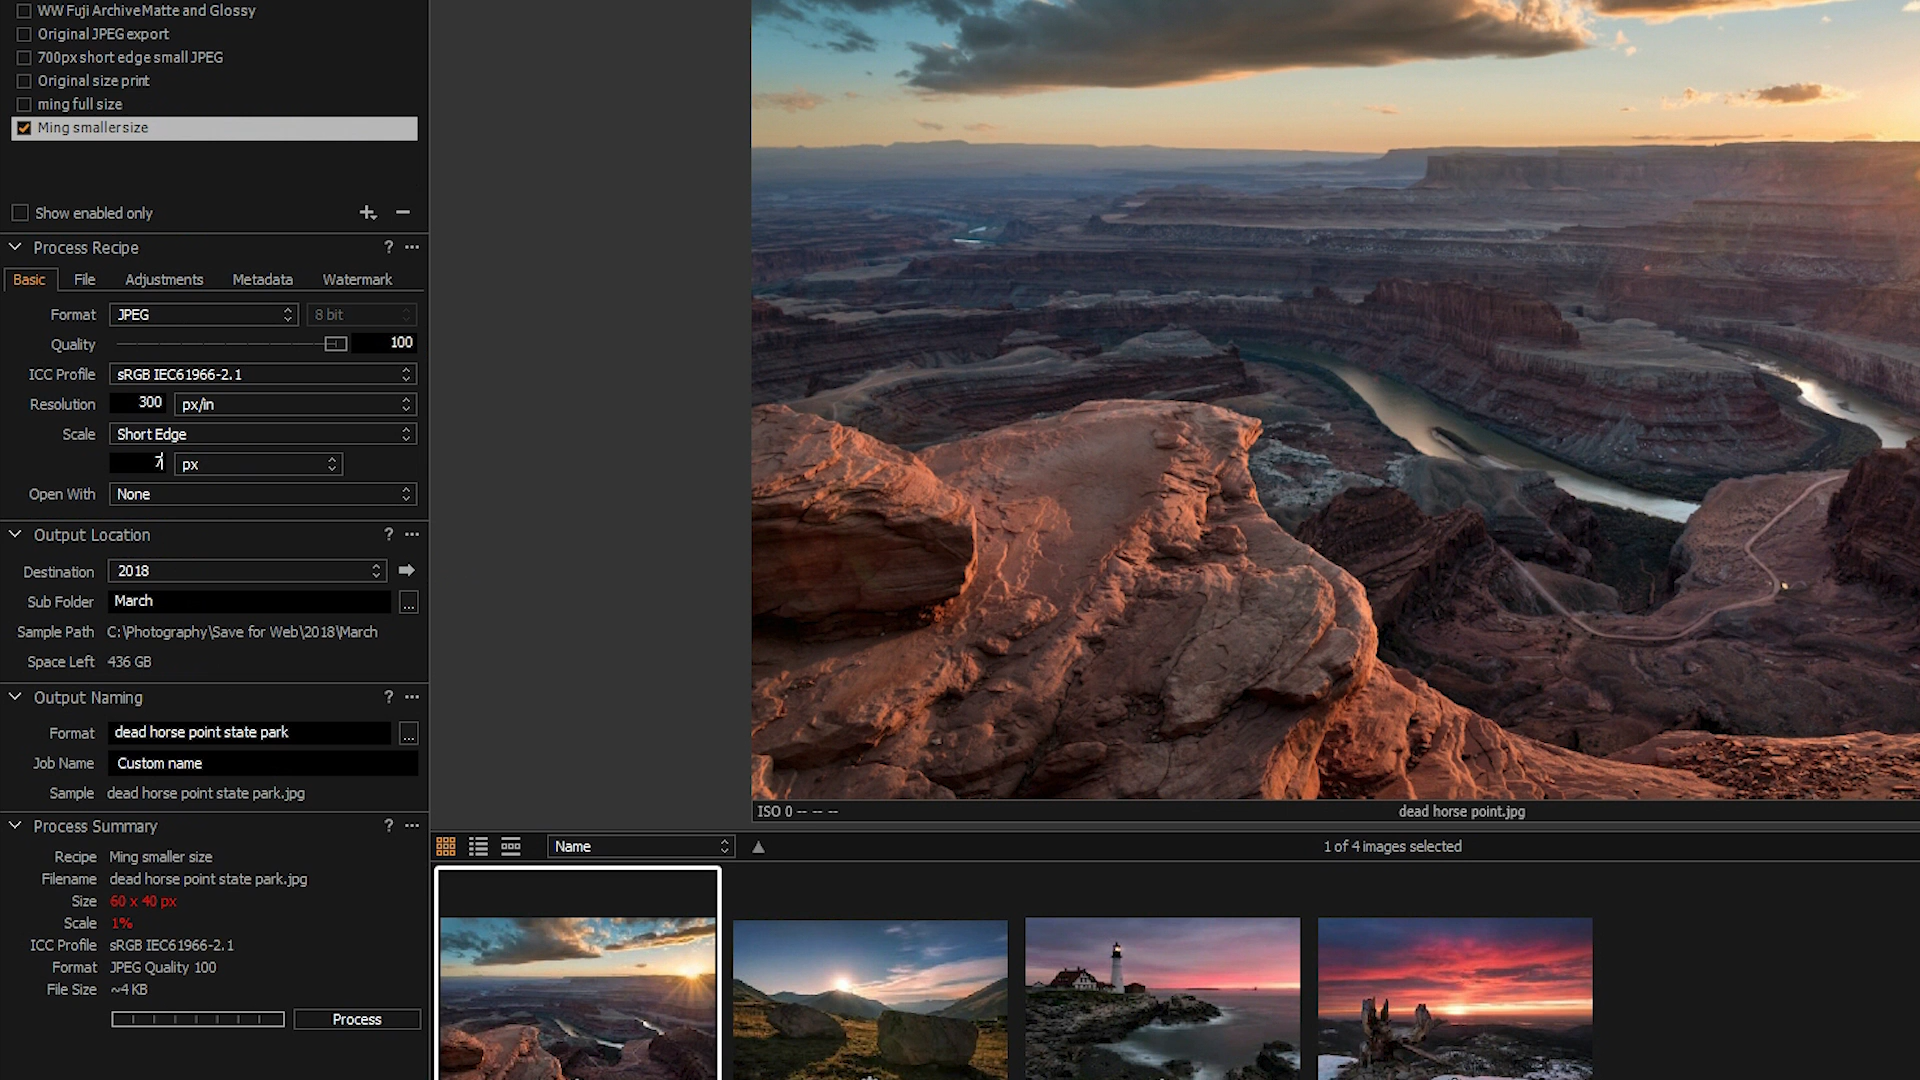 WW Fuji Archive Matte and Glossy
Original JPEG export
700px short edge small JPEG
Original size print
ming full size
Ming smaller size
Show enabled only
Process Recipe ? ...
Basic File Adjustments Metadata Watermark
Format JPEG 8 bit
Quality 100
ICC Profile sRGB IEC61966-2.1
Resolution 300 px/in
Scale Short Edge
7 px
Open With None
Output Location ? ...
Destination 2018
Sub Folder March ...
Sample Path C:\Photography\Save for Web\2018\March
Space Left 436 GB
Output Naming ? ...
Format dead horse point state park ...
Job Name Custom name
Sample dead horse point state park.jpg
Process Summary ? ...
Recipe Ming smaller size
Filename dead horse point state park.jpg
Size 60 x 40 px
Scale 1%
ICC Profile sRGB IEC61966-2.1
Format JPEG Quality 100
File Size ~4 KB
Process
ISO 0 -- -- --
dead horse point.jpg
Name
1 of 4 images selected